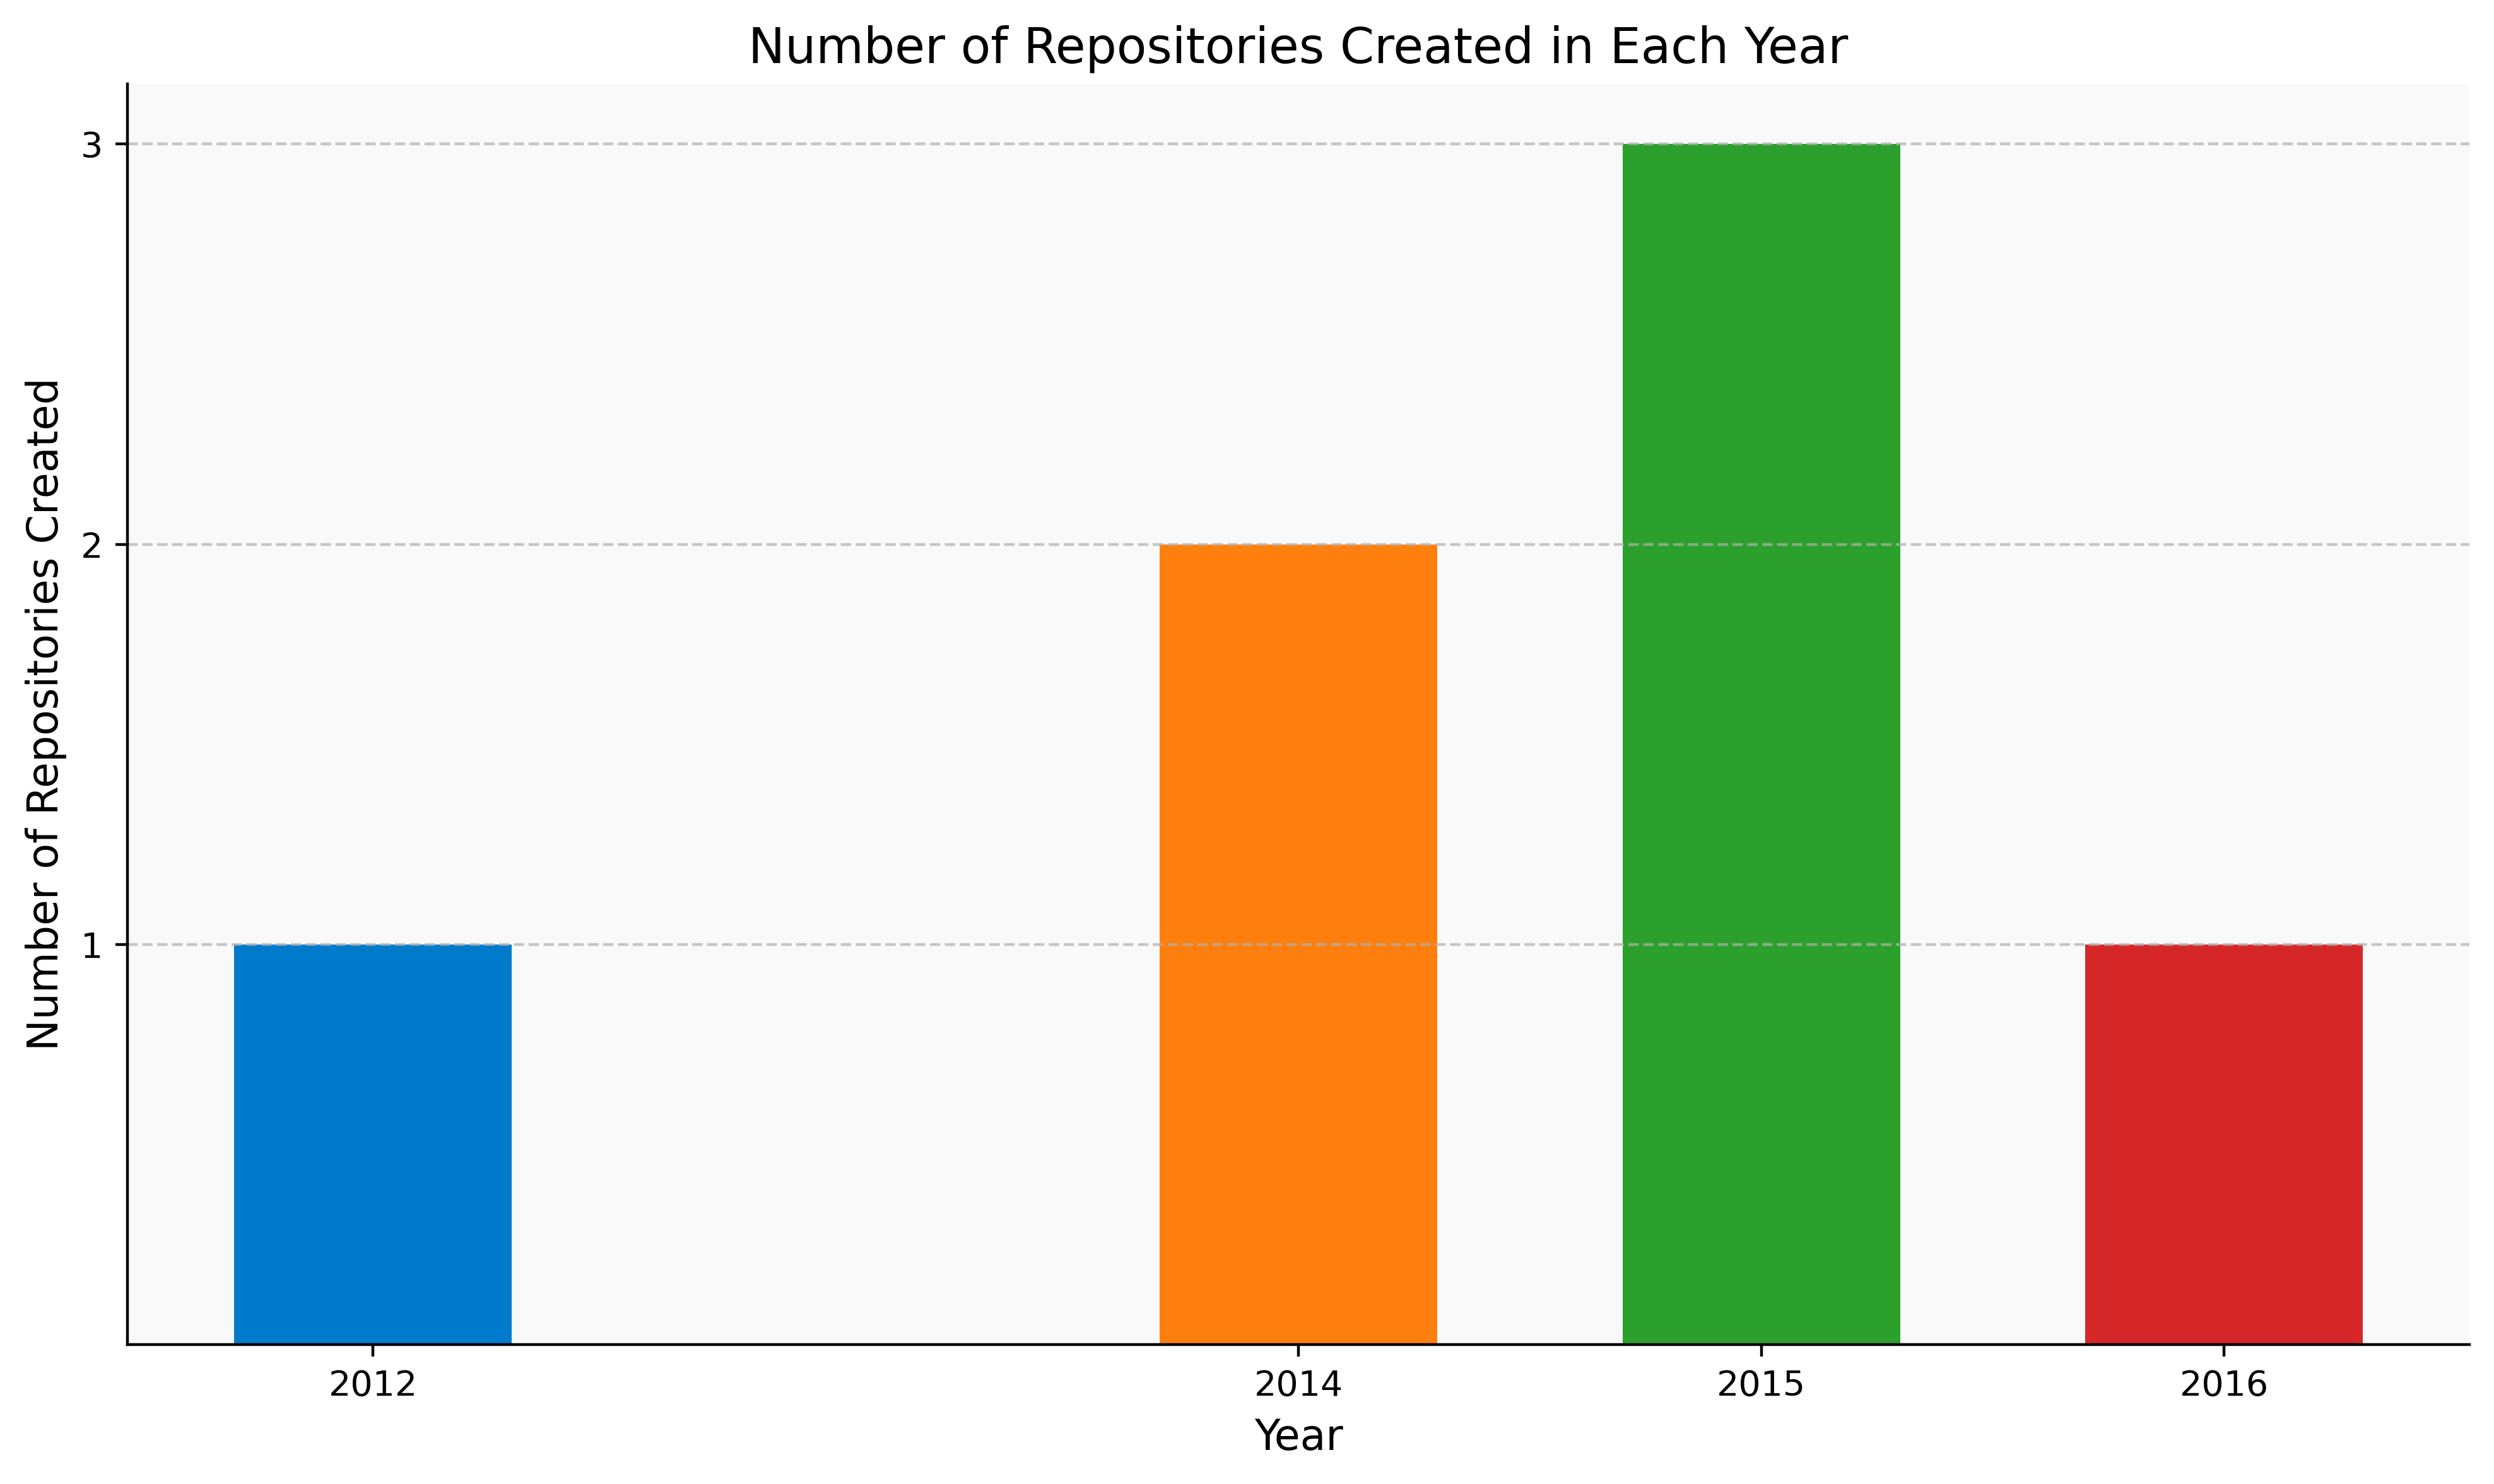 Number of Repositories Created in Each Year
Number of Repositories Created
3
2
1
2012
2014
2015
2016
Year